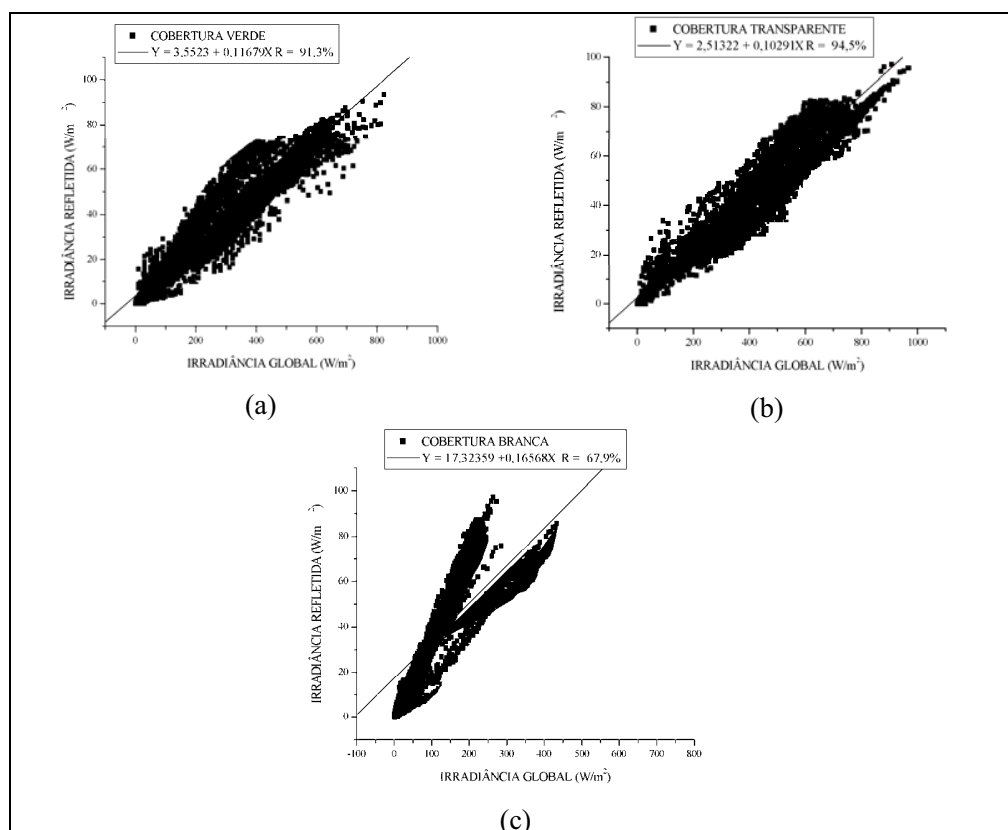 COBERTURA VERDE
Y = 3,5523 + 0,11679X R = 91,3%
100
80
60
40
20
0
IRRADIÂNCIA REFLETIDA (W/m²)
0 200 400 600 800 1000
IRRADIÂNCIA GLOBAL (W/m²)
(a)
COBERTURA TRANSPARENTE
Y = 2,51322 + 0,10291X R = 94,5%
100
80
60
40
20
0
IRRADIÂNCIA REFLETIDA (W/m²)
0 200 400 600 800 1000
IRRADIÂNCIA GLOBAL (W/m²)
(b)
COBERTURA BRANCA
Y = 17,32359 +0,16568X R = 67,9%
100
80
60
40
20
0
IRRADIÂNCIA REFLETIDA (W/m²)
-100 0 100 200 300 400 500 600 700 800
IRRADIÂNCIA GLOBAL (W/m²)
(c)